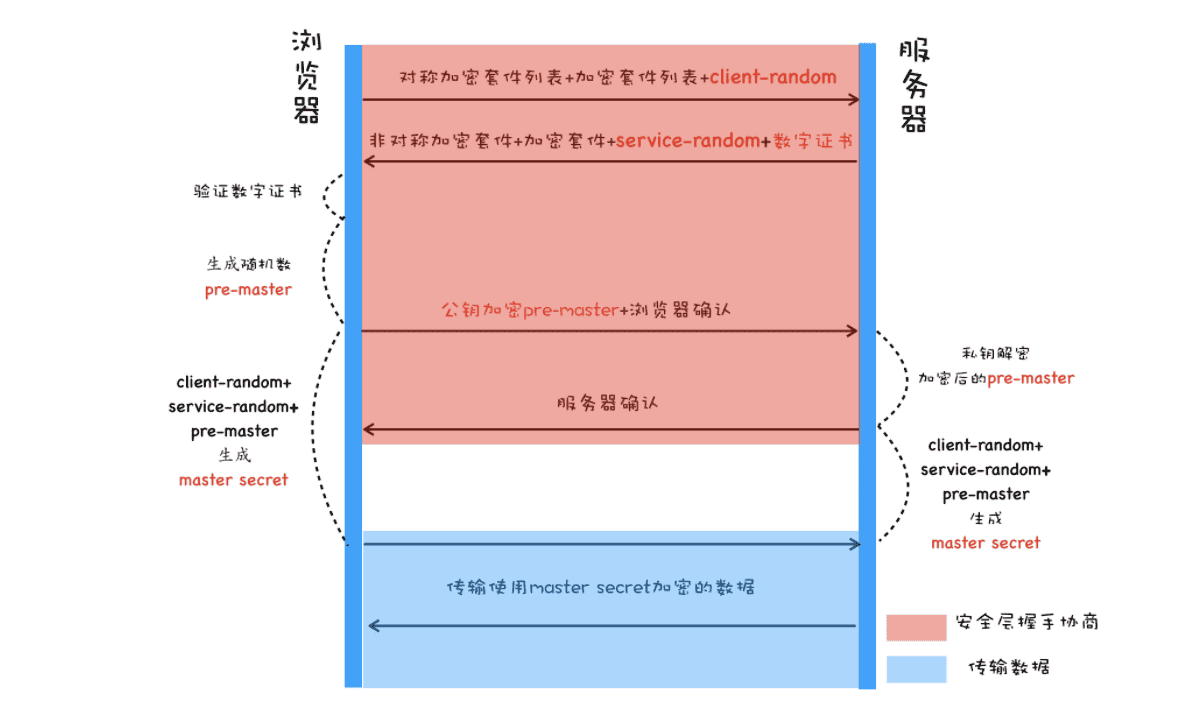 浏览器
服务器
对称加密套件列表+加密套件列表+client-random
非对称加密套件+加密套件+service-random+数字证书
验证数字证书
生成随机数
pre-master
公钥加密pre-master+浏览器确认
私钥解密
加密后的pre-master
client-random+
service-random+
pre-master
生成
master secret
服务器确认
client-random+
service-random+
pre-master
生成
master secret
传输使用master secret加密的数据
安全层握手协商
传输数据